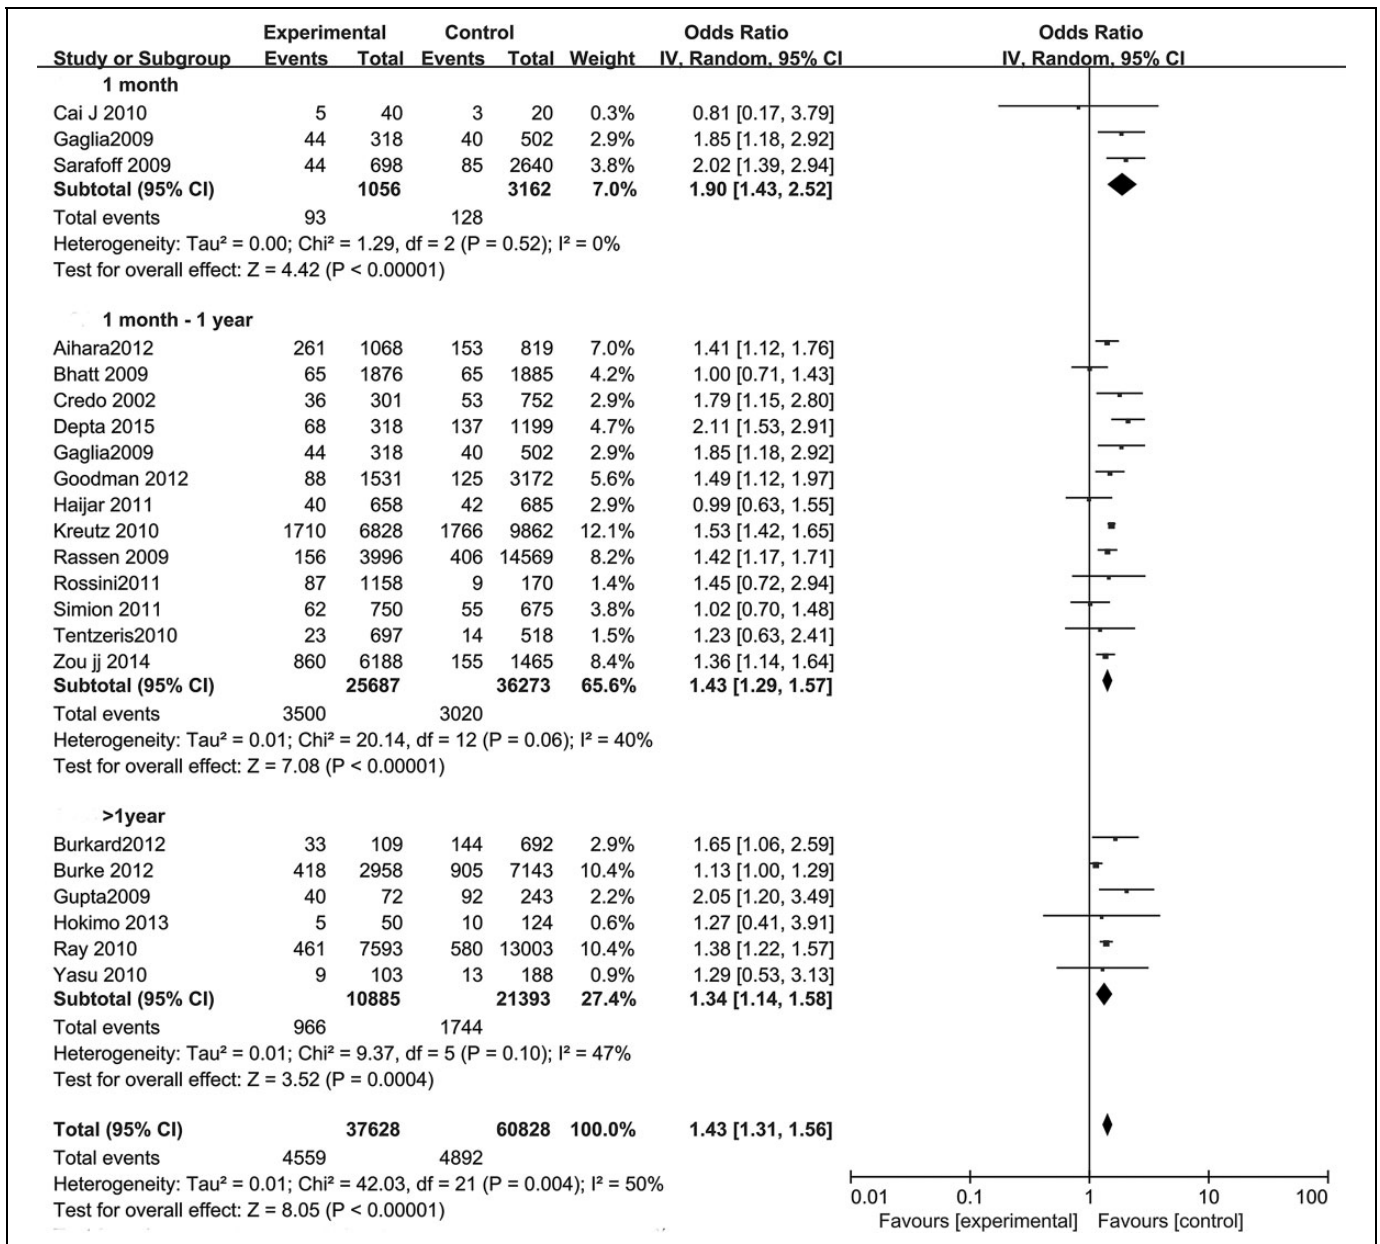 Experimental Control Odds Ratio Odds Ratio
Study or Subgroup Events Total Events Total Weight IV, Random, 95% CI IV, Random, 95% CI
1 month
Cai J 2010 5 40 3 20 0.3% 0.81 [0.17, 3.79]
Gaglia2009 44 318 40 502 2.9% 1.85 [1.18, 2.92]
Sarafoff 2009 44 698 85 2640 3.8% 2.02 [1.39, 2.94]
Subtotal (95% CI) 1056 3162 7.0% 1.90 [1.43, 2.52]
Total events 93 128
Heterogeneity: Tau² = 0.00; Chi² = 1.29, df = 2 (P = 0.52); I² = 0%
Test for overall effect: Z = 4.42 (P < 0.00001)
1 month - 1 year
Aihara2012 261 1068 153 819 7.0% 1.41 [1.12, 1.76]
Bhatt 2009 65 1876 65 1885 4.2% 1.00 [0.71, 1.43]
Credo 2002 36 301 53 752 2.9% 1.79 [1.15, 2.80]
Depta 2015 68 318 137 1199 4.7% 2.11 [1.53, 2.91]
Gaglia2009 44 318 40 502 2.9% 1.85 [1.18, 2.92]
Goodman 2012 88 1531 125 3172 5.6% 1.49 [1.12, 1.97]
Haijar 2011 40 658 42 685 2.9% 0.99 [0.63, 1.55]
Kreutz 2010 1710 6828 1766 9862 12.1% 1.53 [1.42, 1.65]
Rassen 2009 156 3996 406 14569 8.2% 1.42 [1.17, 1.71]
Rossini2011 87 1158 9 170 1.4% 1.45 [0.72, 2.94]
Simion 2011 62 750 55 675 3.8% 1.02 [0.70, 1.48]
Tentzeris2010 23 697 14 518 1.5% 1.23 [0.63, 2.41]
Zou jj 2014 860 6188 155 1465 8.4% 1.36 [1.14, 1.64]
Subtotal (95% CI) 25687 36273 65.6% 1.43 [1.29, 1.57]
Total events 3500 3020
Heterogeneity: Tau² = 0.01; Chi² = 20.14, df = 12 (P = 0.06); I² = 40%
Test for overall effect: Z = 7.08 (P < 0.00001)
>1year
Burkard2012 33 109 144 692 2.9% 1.65 [1.06, 2.59]
Burke 2012 418 2958 905 7143 10.4% 1.13 [1.00, 1.29]
Gupta2009 40 72 92 243 2.2% 2.05 [1.20, 3.49]
Hokimo 2013 5 50 10 124 0.6% 1.27 [0.41, 3.91]
Ray 2010 461 7593 580 13003 10.4% 1.38 [1.22, 1.57]
Yasu 2010 9 103 13 188 0.9% 1.29 [0.53, 3.13]
Subtotal (95% CI) 10885 21393 27.4% 1.34 [1.14, 1.58]
Total events 966 1744
Heterogeneity: Tau² = 0.01; Chi² = 9.37, df = 5 (P = 0.10); I² = 47%
Test for overall effect: Z = 3.52 (P = 0.0004)
Total (95% CI) 37628 60828 100.0% 1.43 [1.31, 1.56]
Total events 4559 4892
Heterogeneity: Tau² = 0.01; Chi² = 42.03, df = 21 (P = 0.004); I² = 50%
Test for overall effect: Z = 8.05 (P < 0.00001)
0.01 0.1 1 10 100
Favours [experimental] Favours [control]